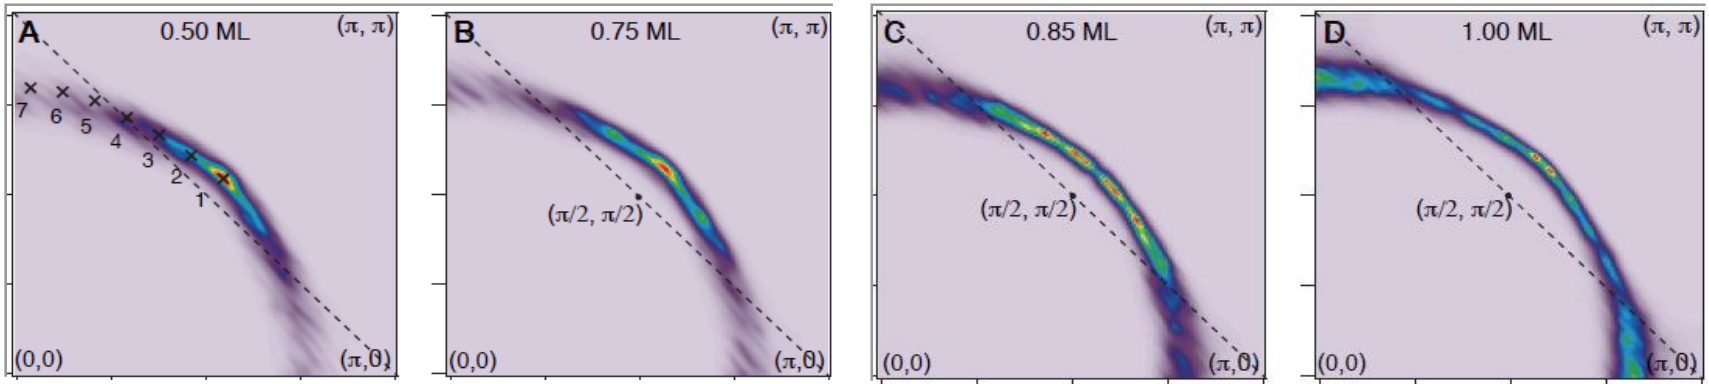 A 0.50 ML (π, π)
7 6 5 4 3 2 1
(0,0) (π,0)
B 0.75 ML (π, π)
(π/2, π/2)
(0,0) (π,0)
C 0.85 ML (π, π)
(π/2, π/2)
(0,0) (π,0)
D 1.00 ML (π, π)
(π/2, π/2)
(0,0) (π,0)